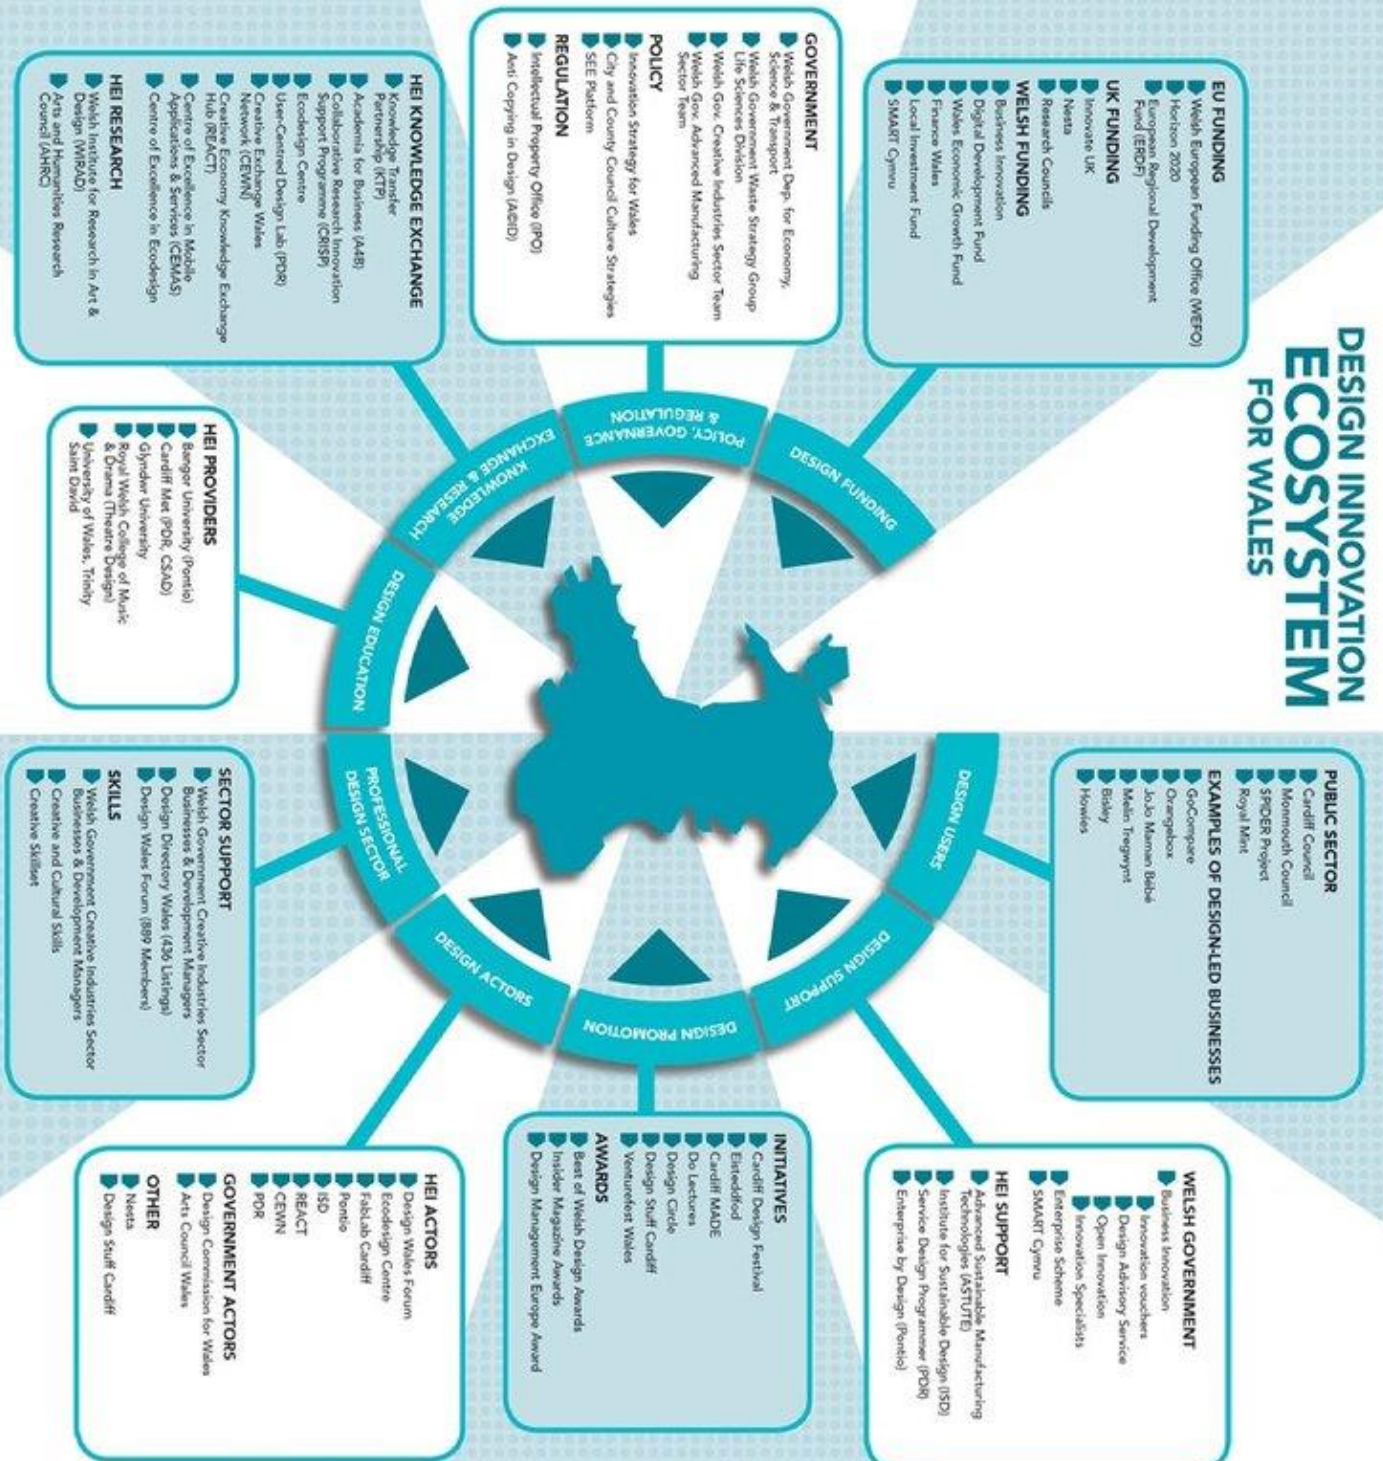 DESIGN INNOVATION
ECOSYSTEM
FOR WALES
EU FUNDING
Welsh European Funding Office (WEFO)
Horizon 2020
European Regional Development
Fund (ERDF)
UK FUNDING
Innovate UK
Nesta
Research Councils
WELSH FUNDING
Business Innovation
Digital Development Fund
Wales Economic Growth Fund
Finance Wales
Local Investment Fund
SMART Cymru
GOVERNMENT
Welsh Government Dep. for Economy,
Science & Transport
Welsh Government Waste Strategy Group
Life Sciences Division
Welsh Gov. Creative Industries Sector Team
Welsh Gov. Advanced Manufacturing
Sector Team
POLICY
Innovation Strategy for Wales
City and County Council Culture Strategies
SEE Platform
REGULATION
Intellectual Property Office (IPO)
Anti Copying in Design (A©ID)
HEI KNOWLEDGE EXCHANGE
Knowledge Transfer
Partnership (KTP)
Academia for Business (A4B)
Collaborative Research Innovation
Support Programme (CRISP)
Ecodesign Centre
User-Centred Design Lab (PDR)
Creative Exchange Wales
Network (CEWN)
Creative Economy Knowledge Exchange
Hub (REACT)
Centre of Excellence in Mobile
Applications & Services (CEMAS)
Centre of Excellence in Ecodesign
HEI RESEARCH
Welsh Institute for Research in Art &
Design (WIRAD)
Arts and Humanities Research
Council (AHRC)
HEI PROVIDERS
Bangor University (Pontio)
Cardiff Met (PDR, CSAD)
Glyndwr University
Royal Welsh College of Music
& Drama (Theatre Design)
University of Wales, Trinity
Saint David
SECTOR SUPPORT
Welsh Government Creative Industries Sector
Businesses & Development Managers
Design Directory Wales (436 Listings)
Design Wales Forum (889 Members)
SKILLS
Welsh Government Creative Industries Sector
Businesses & Development Managers
Creative and Cultural Skills
Creative Skillset
HEI ACTORS
Design Wales Forum
Ecodesign Centre
FabLab Cardiff
Pontio
ISD
REACT
CEWN
PDR
GOVERNMENT ACTORS
Design Commission for Wales
Arts Council Wales
OTHER
Nesta
Design Stuff Cardiff
INITIATIVES
Cardiff Design Festival
Eisteddfod
Cardiff MADE
Do Lectures
Design Circle
Design Stuff Cardiff
Venturefest Wales
AWARDS
Best of Welsh Design Awards
Insider Magazine Awards
Design Management Europe Award
WELSH GOVERNMENT
Business Innovation
Innovation vouchers
Design Advisory Service
Open Innovation
Innovation Specialists
Enterprise Scheme
SMART Cymru
HEI SUPPORT
Advanced Sustainable Manufacturing
Technologies (ASTUTE)
Institute for Sustainable Design (ISD)
Service Design Programmer (PDR)
Enterprise by Design (Pontio)
PUBLIC SECTOR
Cardiff Council
Monmouth Council
SPIDER Project
Royal Mint
EXAMPLES OF DESIGN-LED BUSINESSES
GoCompare
Orangebox
JoJo Maman Bébé
Melin Tregwynt
Bisley
Howies
DESIGN FUNDING
POLICY, GOVERNANCE
& REGULATION
KNOWLEDGE
EXCHANGE & RESEARCH
DESIGN EDUCATION
PROFESSIONAL
DESIGN SECTOR
DESIGN ACTORS
DESIGN PROMOTION
DESIGN SUPPORT
DESIGN USERS